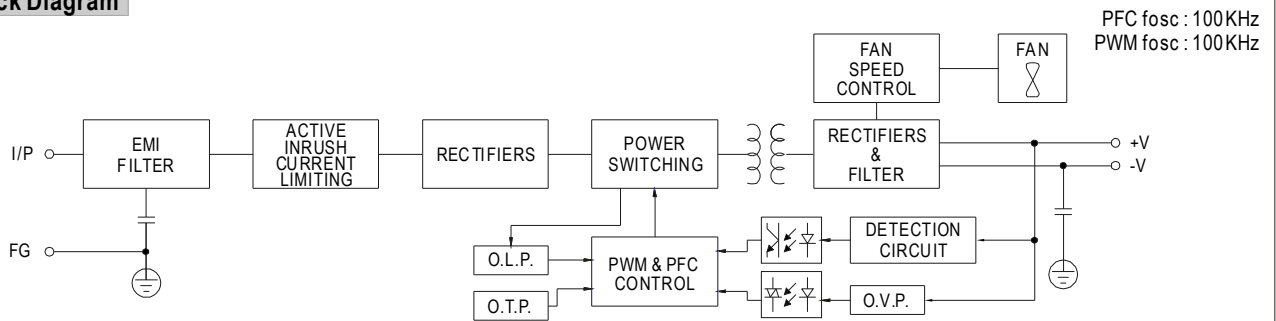 ck Diagram
PFC fosc : 100KHz
PWM fosc : 100KHz
FAN
SPEED
CONTROL
FAN
I/P
EMI
FILTER
ACTIVE
INRUSH
CURRENT
LIMITING
RECTIFIERS
POWER
SWITCHING
RECTIFIERS
&
FILTER
+V
-V
FG
O.L.P.
O.T.P.
PWM & PFC
CONTROL
DETECTION
CIRCUIT
O.V.P.